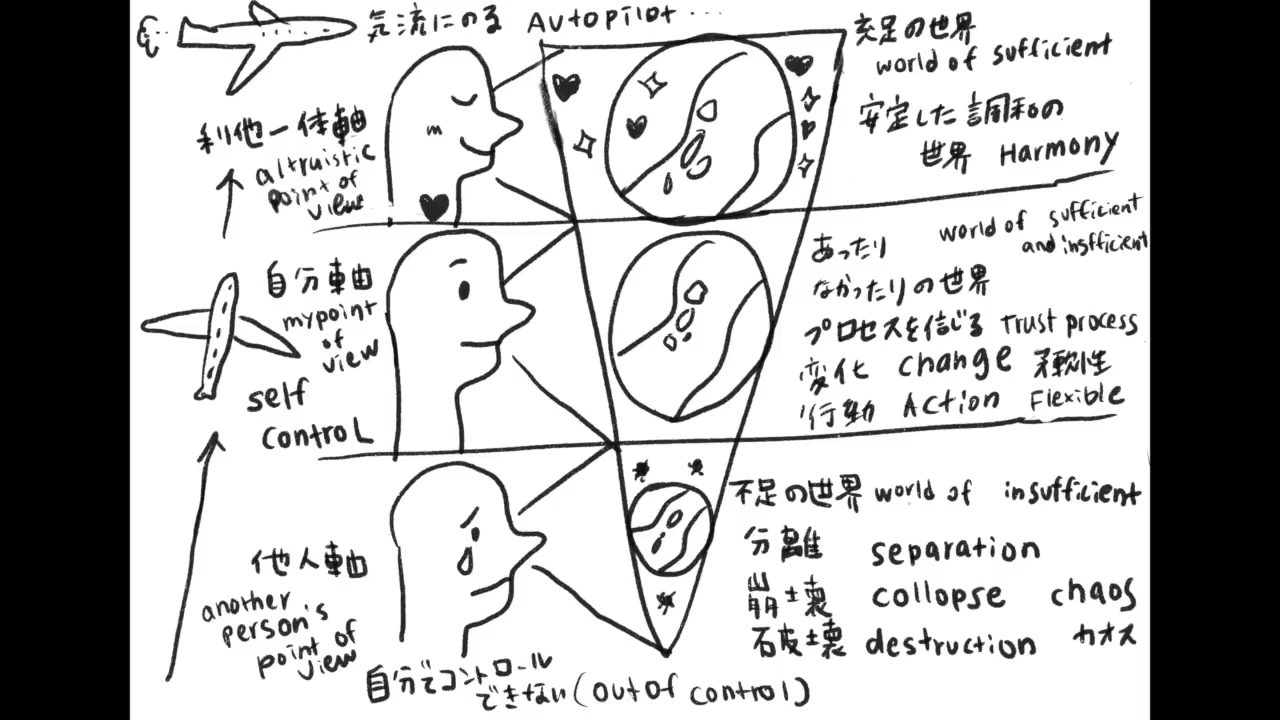 気流にのる AUtoPilot ...
充足の世界
world of sufficient
利他一体軸
altruistic
point of
view
安定した調和の
世界 Harmony
自分軸
my point
of
view
self
control
world of sufficient
and insfficient
あったり
なかったりの世界
プロセスを信じる Trust process
変化 change 柔軟性
行動 Action Flexible
他人軸
another
person's
point of
view
不足の世界 world of insufficient
分離 separation
崩壊 collapse chaos
破壊 destruction カオス
自分でコントロール
できない (out of control)